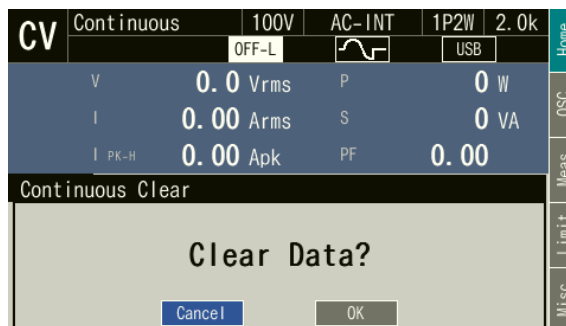 CV Continuous 100V AC-INT 1P2W 2.0k
OFF-L USB
V 0.0 Vrms P 0 W
I 0.00 Arms S 0 VA
I PK-H 0.00 Apk PF 0.00
Continuous Clear
Clear Data?
Cancel OK
Home
OSC
Meas
Limit
Misc